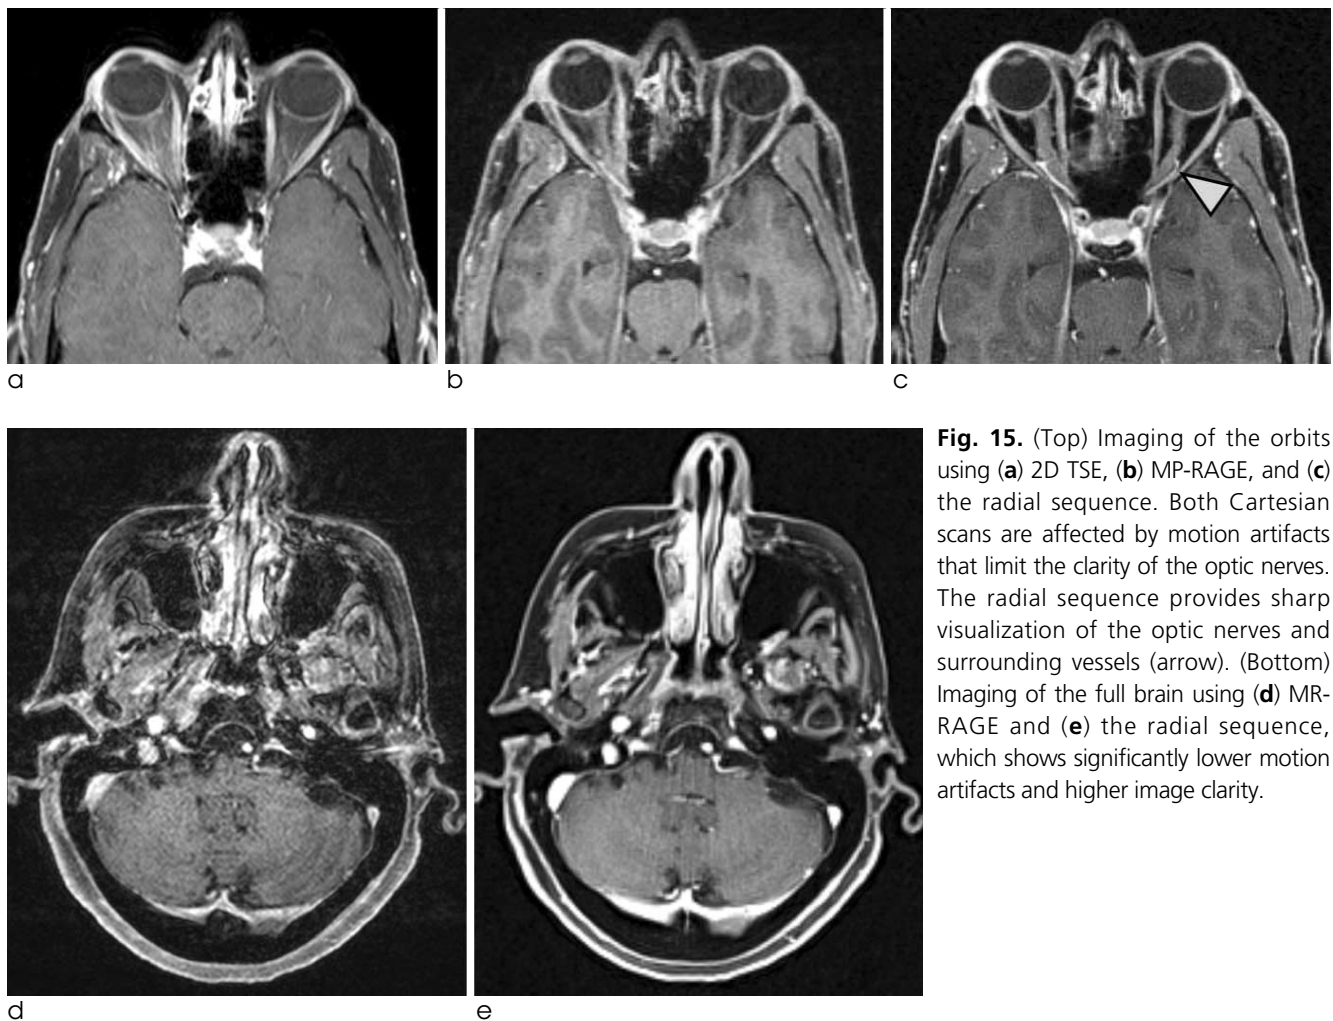 a
b
c
Fig. 15. (Top) Imaging of the orbits
using (a) 2D TSE, (b) MP-RAGE, and (c)
the radial sequence. Both Cartesian
scans are affected by motion artifacts
that limit the clarity of the optic nerves.
The radial sequence provides sharp
visualization of the optic nerves and
surrounding vessels (arrow). (Bottom)
Imaging of the full brain using (d) MR-
RAGE and (e) the radial sequence,
which shows significantly lower motion
artifacts and higher image clarity.
d
e